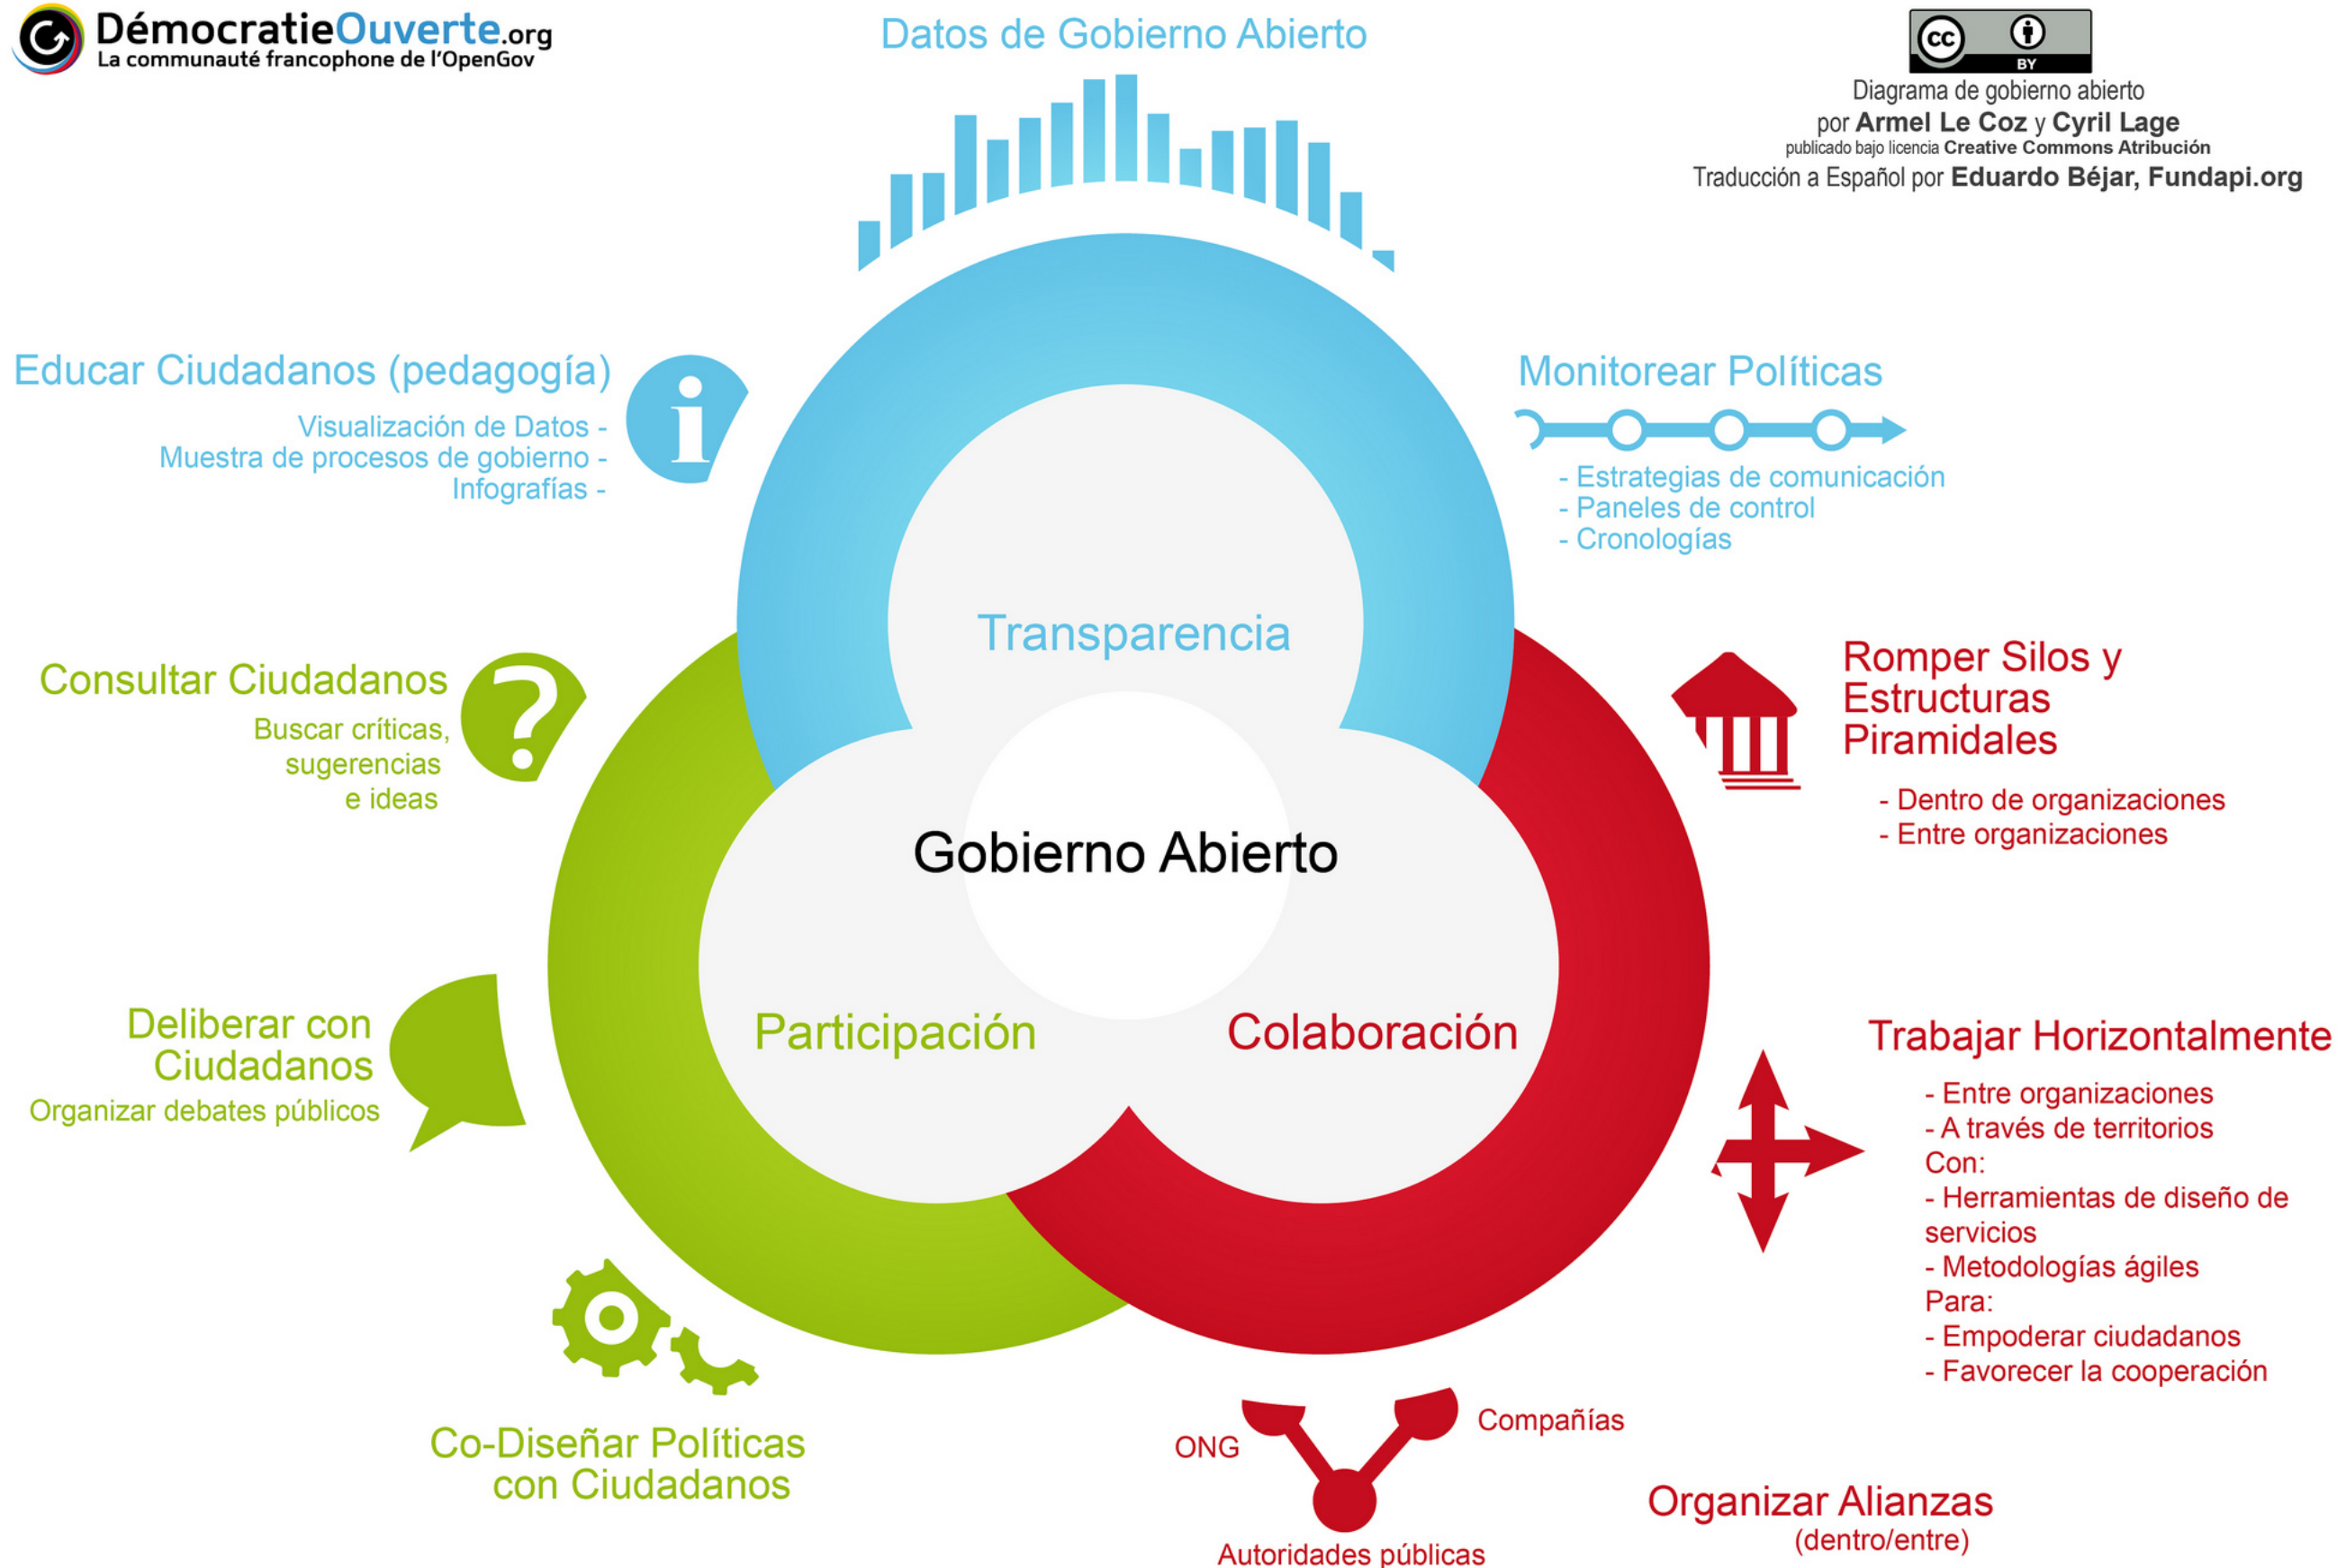 DémocratieOuverte.org
La communauté francophone de l'OpenGov
Datos de Gobierno Abierto
cc
BY
Diagrama de gobierno abierto
por Armel Le Coz y Cyril Lage
publicado bajo licencia Creative Commons Atribución
Traducción a Español por Eduardo Béjar, Fundapi.org
Educar Ciudadanos (pedagogía)
Visualización de Datos -
Muestra de procesos de gobierno -
Infografías -
i
Monitorear Políticas
- Estrategias de comunicación
- Paneles de control
- Cronologías
Transparencia
Consultar Ciudadanos
Buscar críticas,
sugerencias
e ideas
?
Romper Silos y
Estructuras
Piramidales
- Dentro de organizaciones
- Entre organizaciones
Gobierno Abierto
Participación
Colaboración
Deliberar con
Ciudadanos
Organizar debates públicos
Trabajar Horizontalmente
- Entre organizaciones
- A través de territorios
Con:
- Herramientas de diseño de
servicios
- Metodologías ágiles
Para:
- Empoderar ciudadanos
- Favorecer la cooperación
Co-Diseñar Políticas
con Ciudadanos
ONG
Compañías
Autoridades públicas
Organizar Alianzas
(dentro/entre)